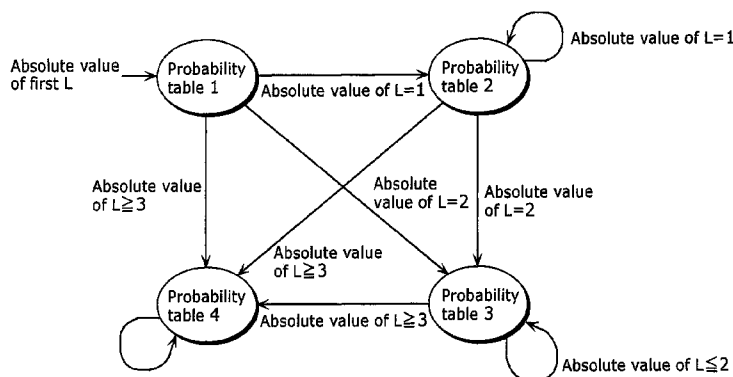 Absolute value
of first L
Probability
table 1
Absolute value of L=1
Probability
table 2
Absolute value of L=1
Absolute value
of L≧3
Absolute
value of L=2
Absolute value
of L=2
Absolute value
of L≧3
Probability
table 4
Absolute value of L≧3
Probability
table 3
Absolute value of L≦2